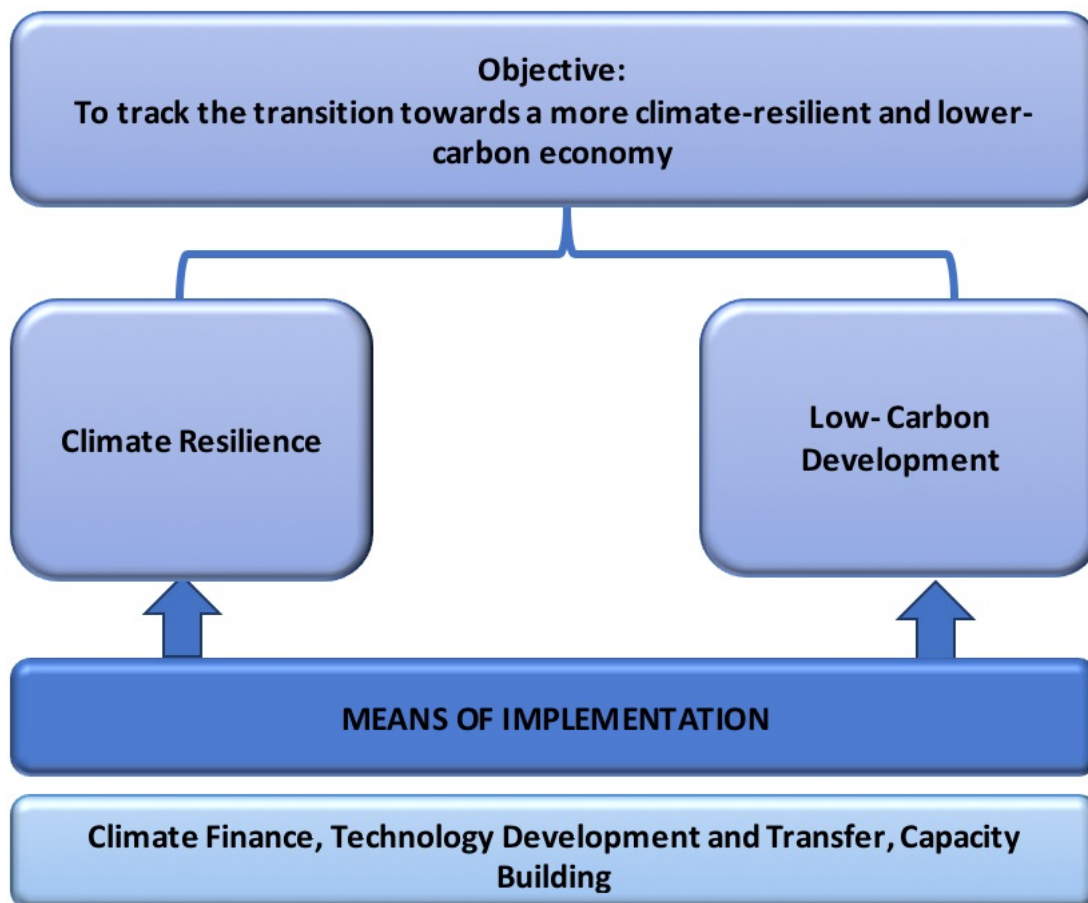 Objective:
To track the transition towards a more climate-resilient and lower-
carbon economy
Climate Resilience
Low- Carbon
Development
MEANS OF IMPLEMENTATION
Climate Finance, Technology Development and Transfer, Capacity
Building